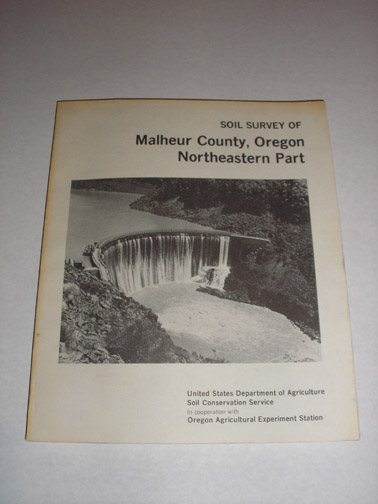 SOIL SURVEY OF
Malheur County, Oregon
Northeastern Part
United States Department of Agriculture
Soil Conservation Service
In cooperation with
Oregon Agricultural Experiment Station